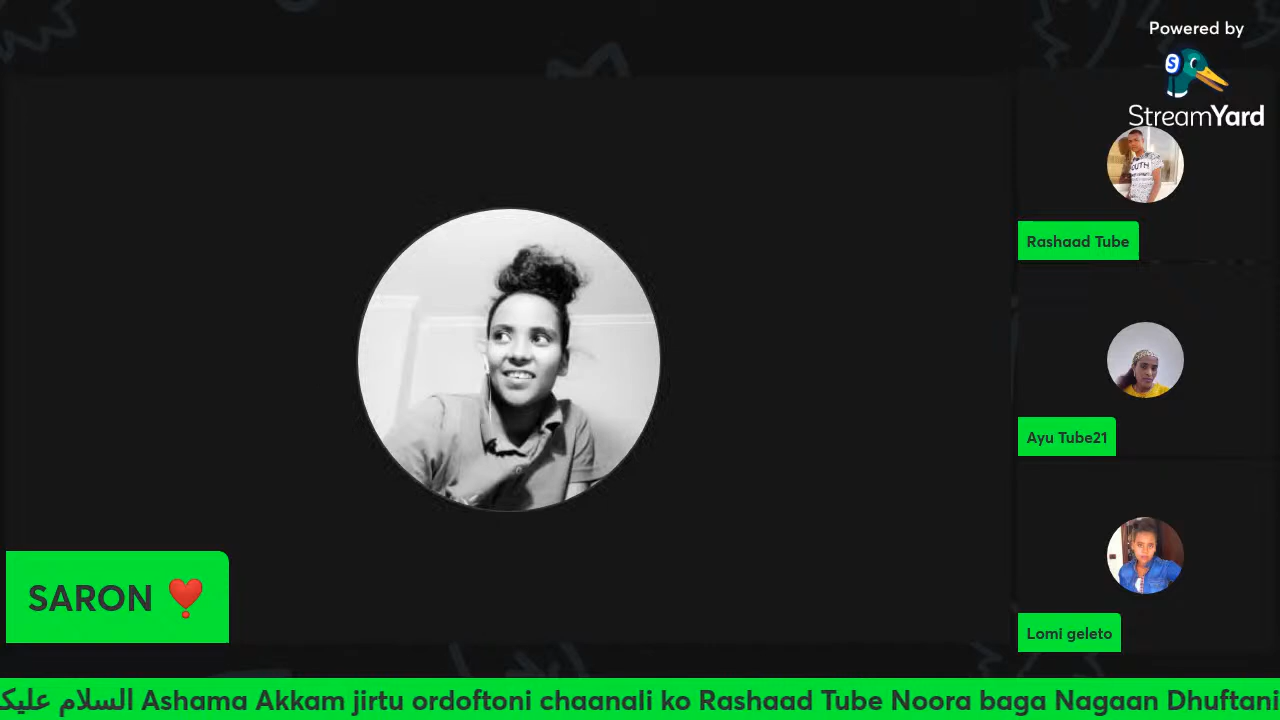 Powered by
S
StreamYard
OUTH
Rashaad Tube
Ayu Tube21
Lomi geleto
SARON ❣️
السلام Ashama Akkam jirtu ordoftoni chaanali ko Rashaad Tube Noora baga Nagaan Dhuftani